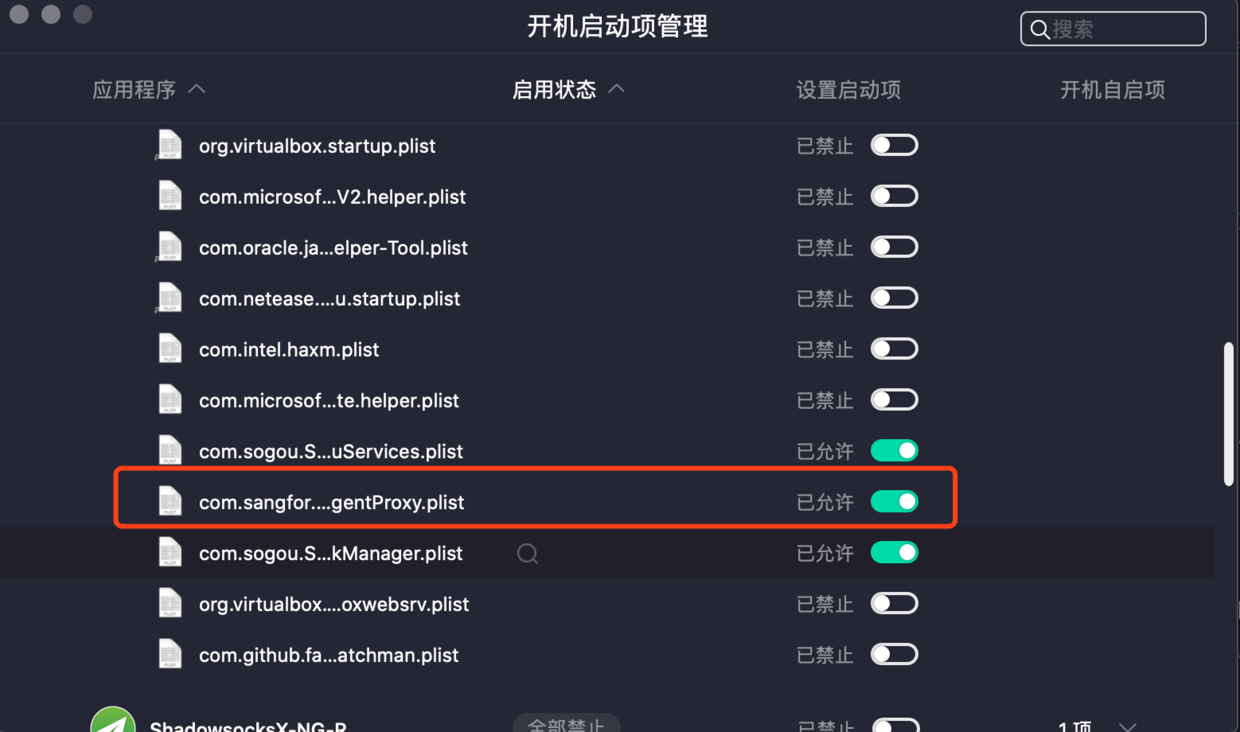 开机启动项管理
搜索
应用程序 启用状态 设置启动项 开机自启项
org.virtualbox.startup.plist 已禁止
com.microsof...V2.helper.plist 已禁止
com.oracle.ja...elper-Tool.plist 已禁止
com.netease....u.startup.plist 已禁止
com.intel.haxm.plist 已禁止
com.microsof...te.helper.plist 已禁止
com.sogou.S...uServices.plist 已允许
com.sangfor....gentProxy.plist 已允许
com.sogou.S...kManager.plist 已允许
org.virtualbox....oxwebsrv.plist 已禁止
com.github.fa...atchman.plist 已禁止
ShadowsocksX-NG-R 全部禁止 已禁止 1 项